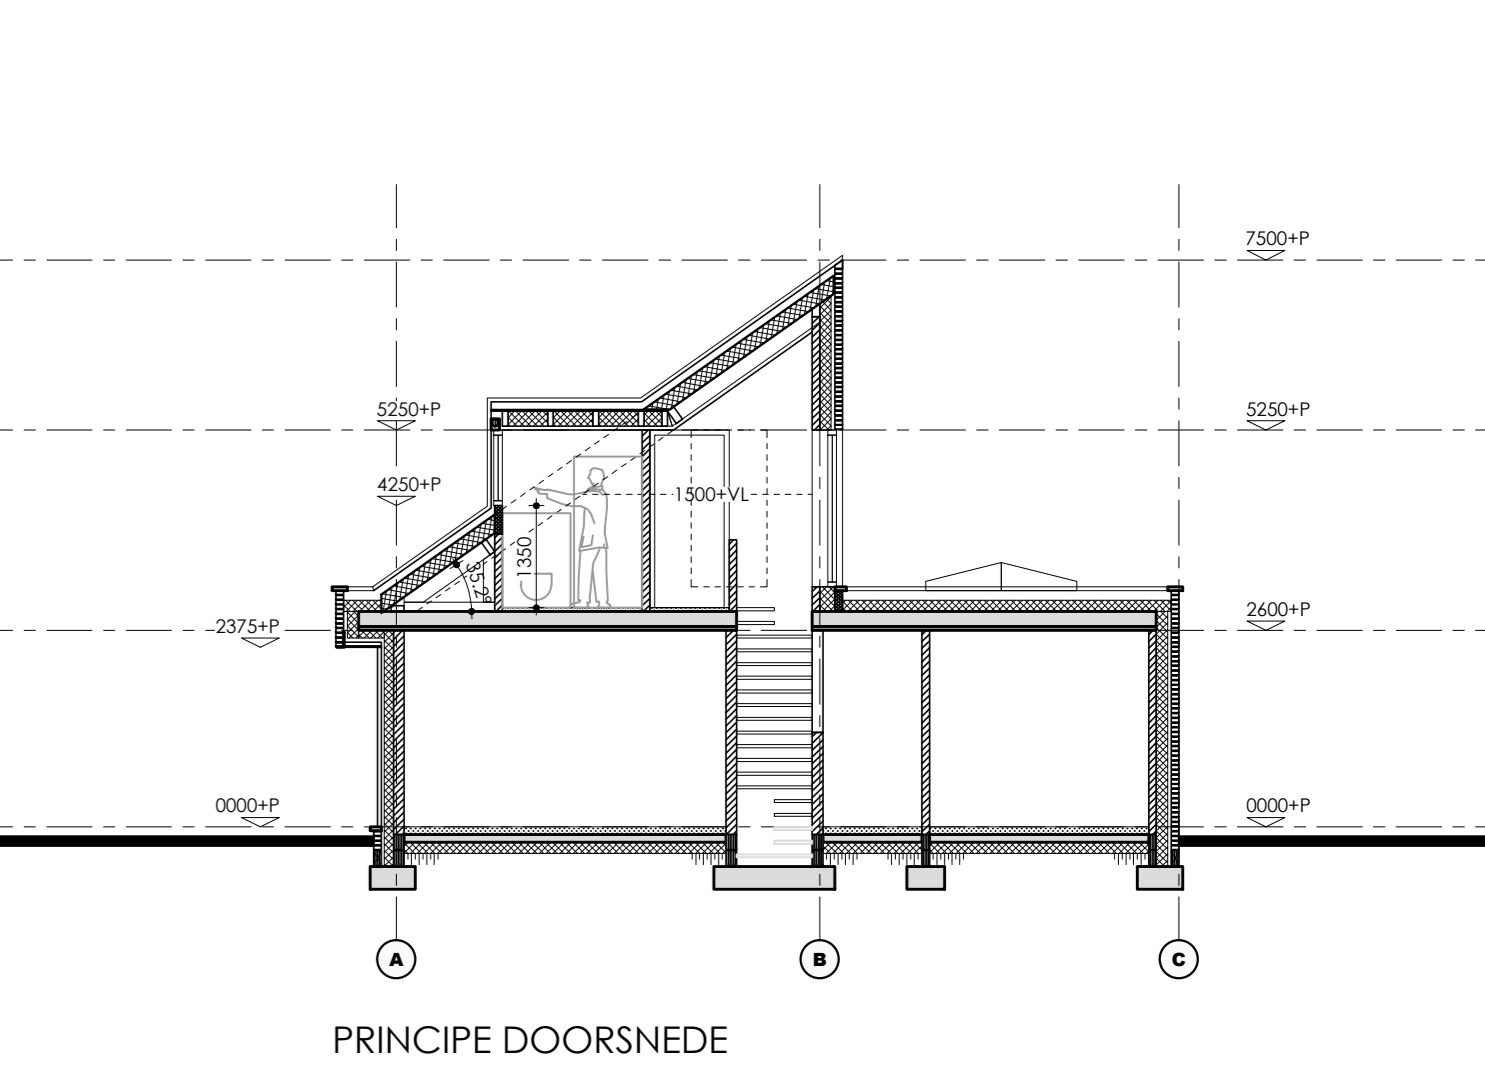 7500+P
5250+P
5250+P
4250+P
1500+VL
1350
35.2°
2375+P
2600+P
0000+P
0000+P
A
B
C
PRINCIPE DOORSNEDE